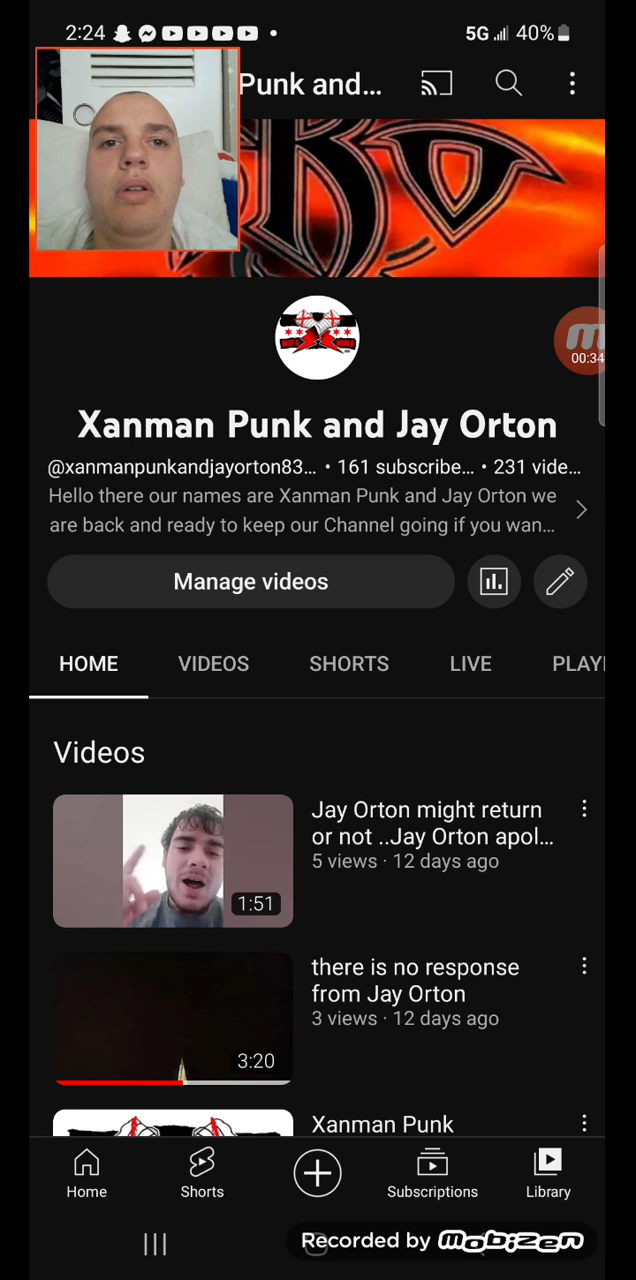 2:24
5G 40%
Punk and...
00:34
Xanman Punk and Jay Orton
@xanmanpunkandjayorton83... • 161 subscribe... • 231 vide...
Hello there our names are Xanman Punk and Jay Orton we
are back and ready to keep our Channel going if you wan...
Manage videos
HOME VIDEOS SHORTS LIVE PLAYI
Videos
Jay Orton might return
or not ..Jay Orton apol...
5 views · 12 days ago
1:51
there is no response
from Jay Orton
3 views · 12 days ago
3:20
Xanman Punk
Home Shorts Subscriptions Library
Recorded by mobizen